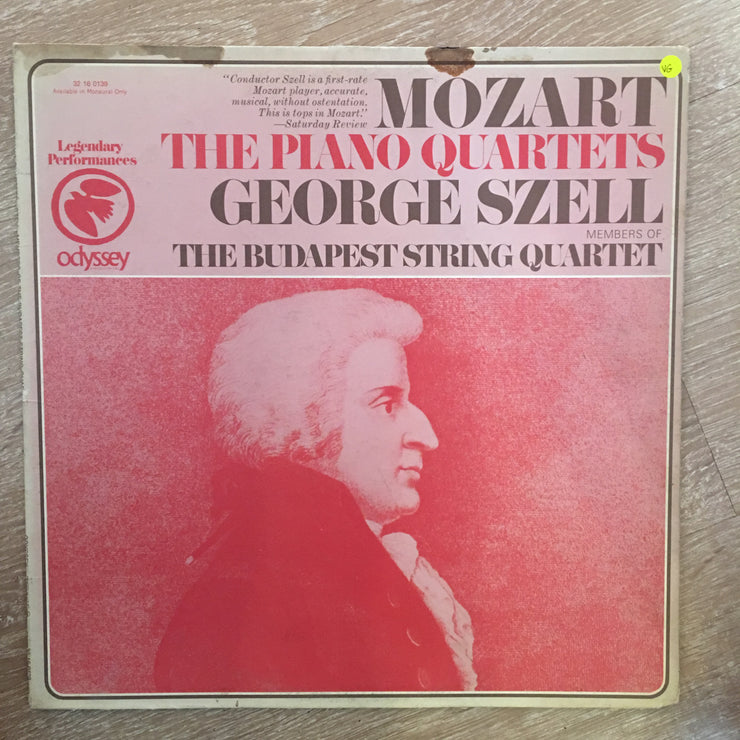 32 16 0139
Available in Monaural Only
"Conductor Szell is a first-rate
Mozart player, accurate,
musical, without ostentation.
This is tops in Mozart!"
—Saturday Review
VG
MOZART
Legendary
Performances
THE PIANO QUARTETS
GEORGE SZELL
MEMBERS OF
odyssey
THE BUDAPEST STRING QUARTET